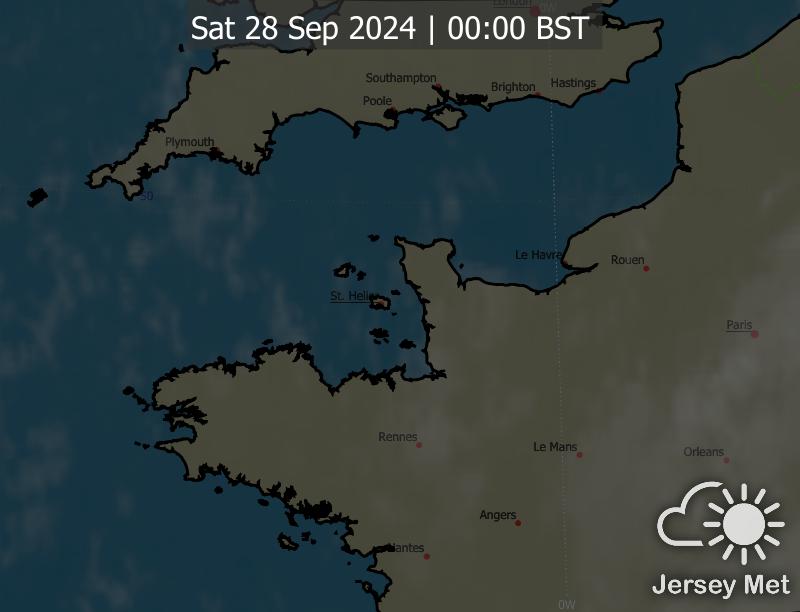 London
0W
Sat 28 Sep 2024 | 00:00 BST
Southampton
Brighton
Hastings
Poole
Plymouth
50
Le Havre
Rouen
St. Helier
Paris
Rennes
Le Mans
Orleans
Angers
Nantes
Jersey Met
0W